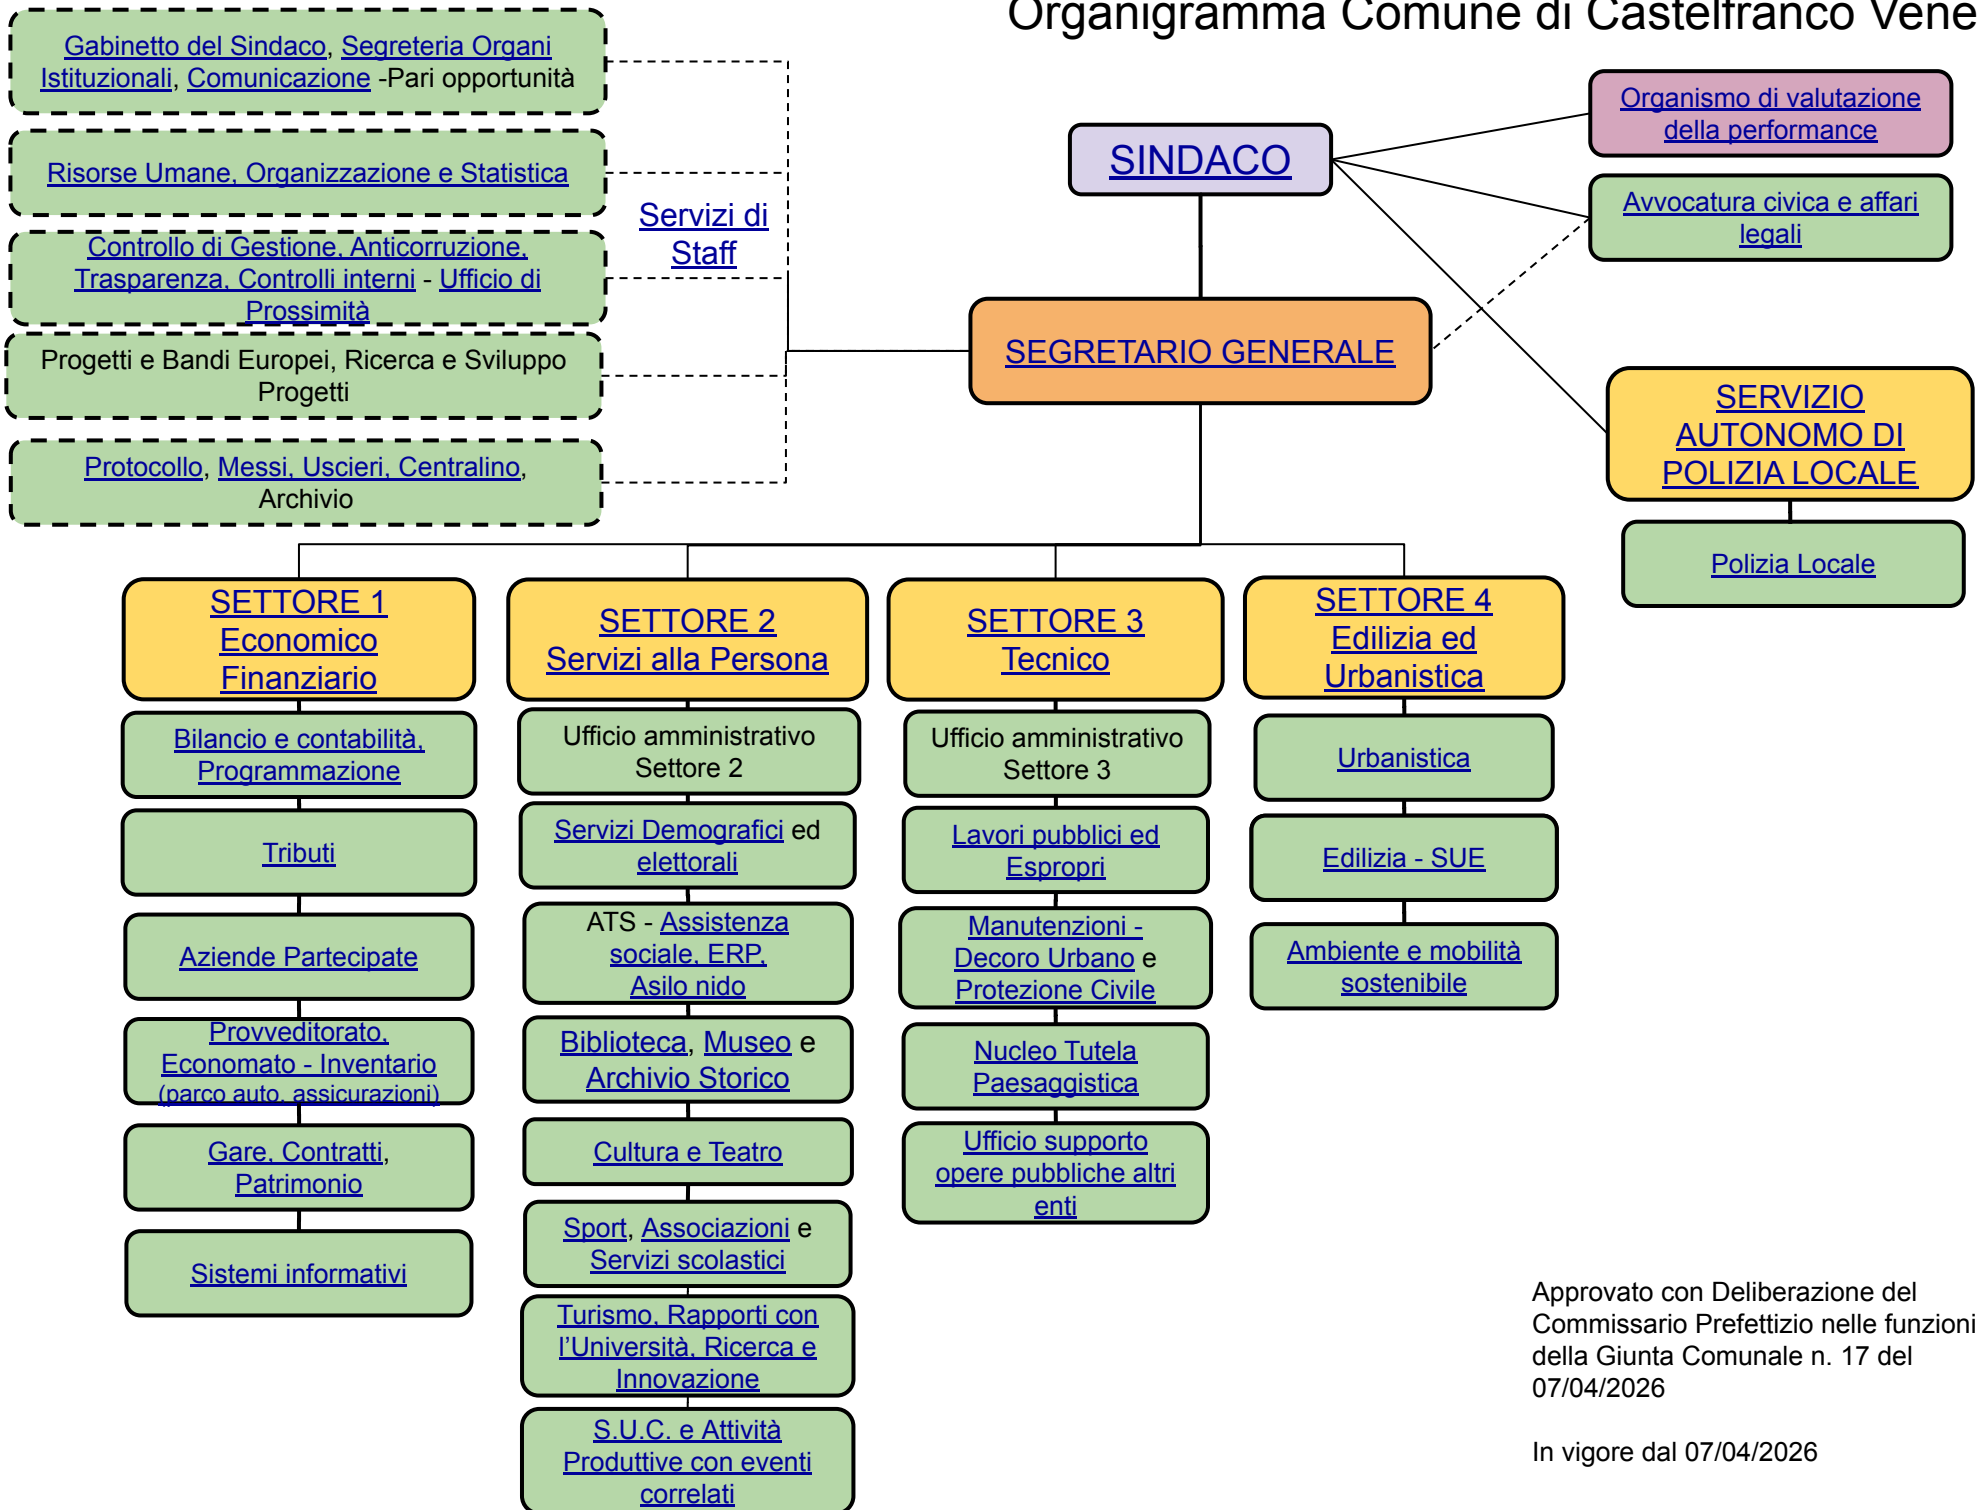 Organigramma Comune di Castelfranco Vene
Gabinetto del Sindaco, Segreteria Organi
Istituzionali, Comunicazione -Pari opportunità
Risorse Umane, Organizzazione e Statistica
Controllo di Gestione, Anticorruzione,
Trasparenza, Controlli interni - Ufficio di
Prossimità
Progetti e Bandi Europei, Ricerca e Sviluppo
Progetti
Protocollo, Messi, Uscieri, Centralino,
Archivio
Servizi di
Staff
SINDACO
SEGRETARIO GENERALE
Organismo di valutazione
della performance
Avvocatura civica e affari
legali
SERVIZIO
AUTONOMO DI
POLIZIA LOCALE
Polizia Locale
SETTORE 1
Economico
Finanziario
Bilancio e contabilità,
Programmazione
Tributi
Aziende Partecipate
Provveditorato,
Economato - Inventario
(parco auto, assicurazioni)
Gare, Contratti,
Patrimonio
Sistemi informativi
SETTORE 2
Servizi alla Persona
Ufficio amministrativo
Settore 2
Servizi Demografici ed
elettorali
ATS - Assistenza
sociale, ERP,
Asilo nido
Biblioteca, Museo e
Archivio Storico
Cultura e Teatro
Sport, Associazioni e
Servizi scolastici
Turismo, Rapporti con
l’Università, Ricerca e
Innovazione
S.U.C. e Attività
Produttive con eventi
correlati
SETTORE 3
Tecnico
Ufficio amministrativo
Settore 3
Lavori pubblici ed
Espropri
Manutenzioni -
Decoro Urbano e
Protezione Civile
Nucleo Tutela
Paesaggistica
Ufficio supporto
opere pubbliche altri
enti
SETTORE 4
Edilizia ed
Urbanistica
Urbanistica
Edilizia - SUE
Ambiente e mobilità
sostenibile
Approvato con Deliberazione del
Commissario Prefettizio nelle funzioni
della Giunta Comunale n. 17 del
07/04/2026
In vigore dal 07/04/2026